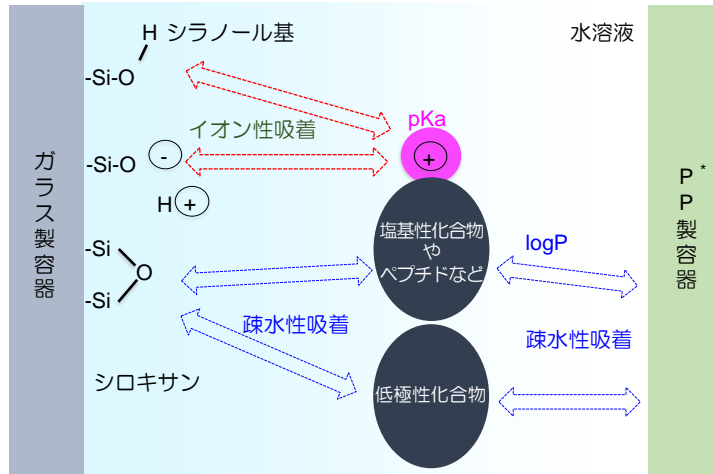 H シラノール基
水溶液
-Si-O
pKa
イオン性吸着
+
-Si-O
-
H +
ガラス製容器
PP*製容器
塩基性化合物
や
ペプチドなど
logP
-Si
O
-Si
疎水性吸着
疎水性吸着
シロキサン
低極性化合物